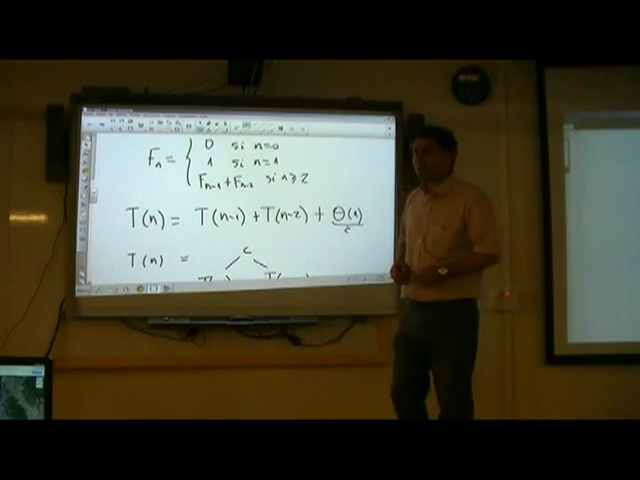 0 si n=0
Fn = { 1 si n=1
Fn-1+Fn-2 si n≥2
T(n) = T(n-1) + T(n-2) + Θ(1)
c
T(n) = c